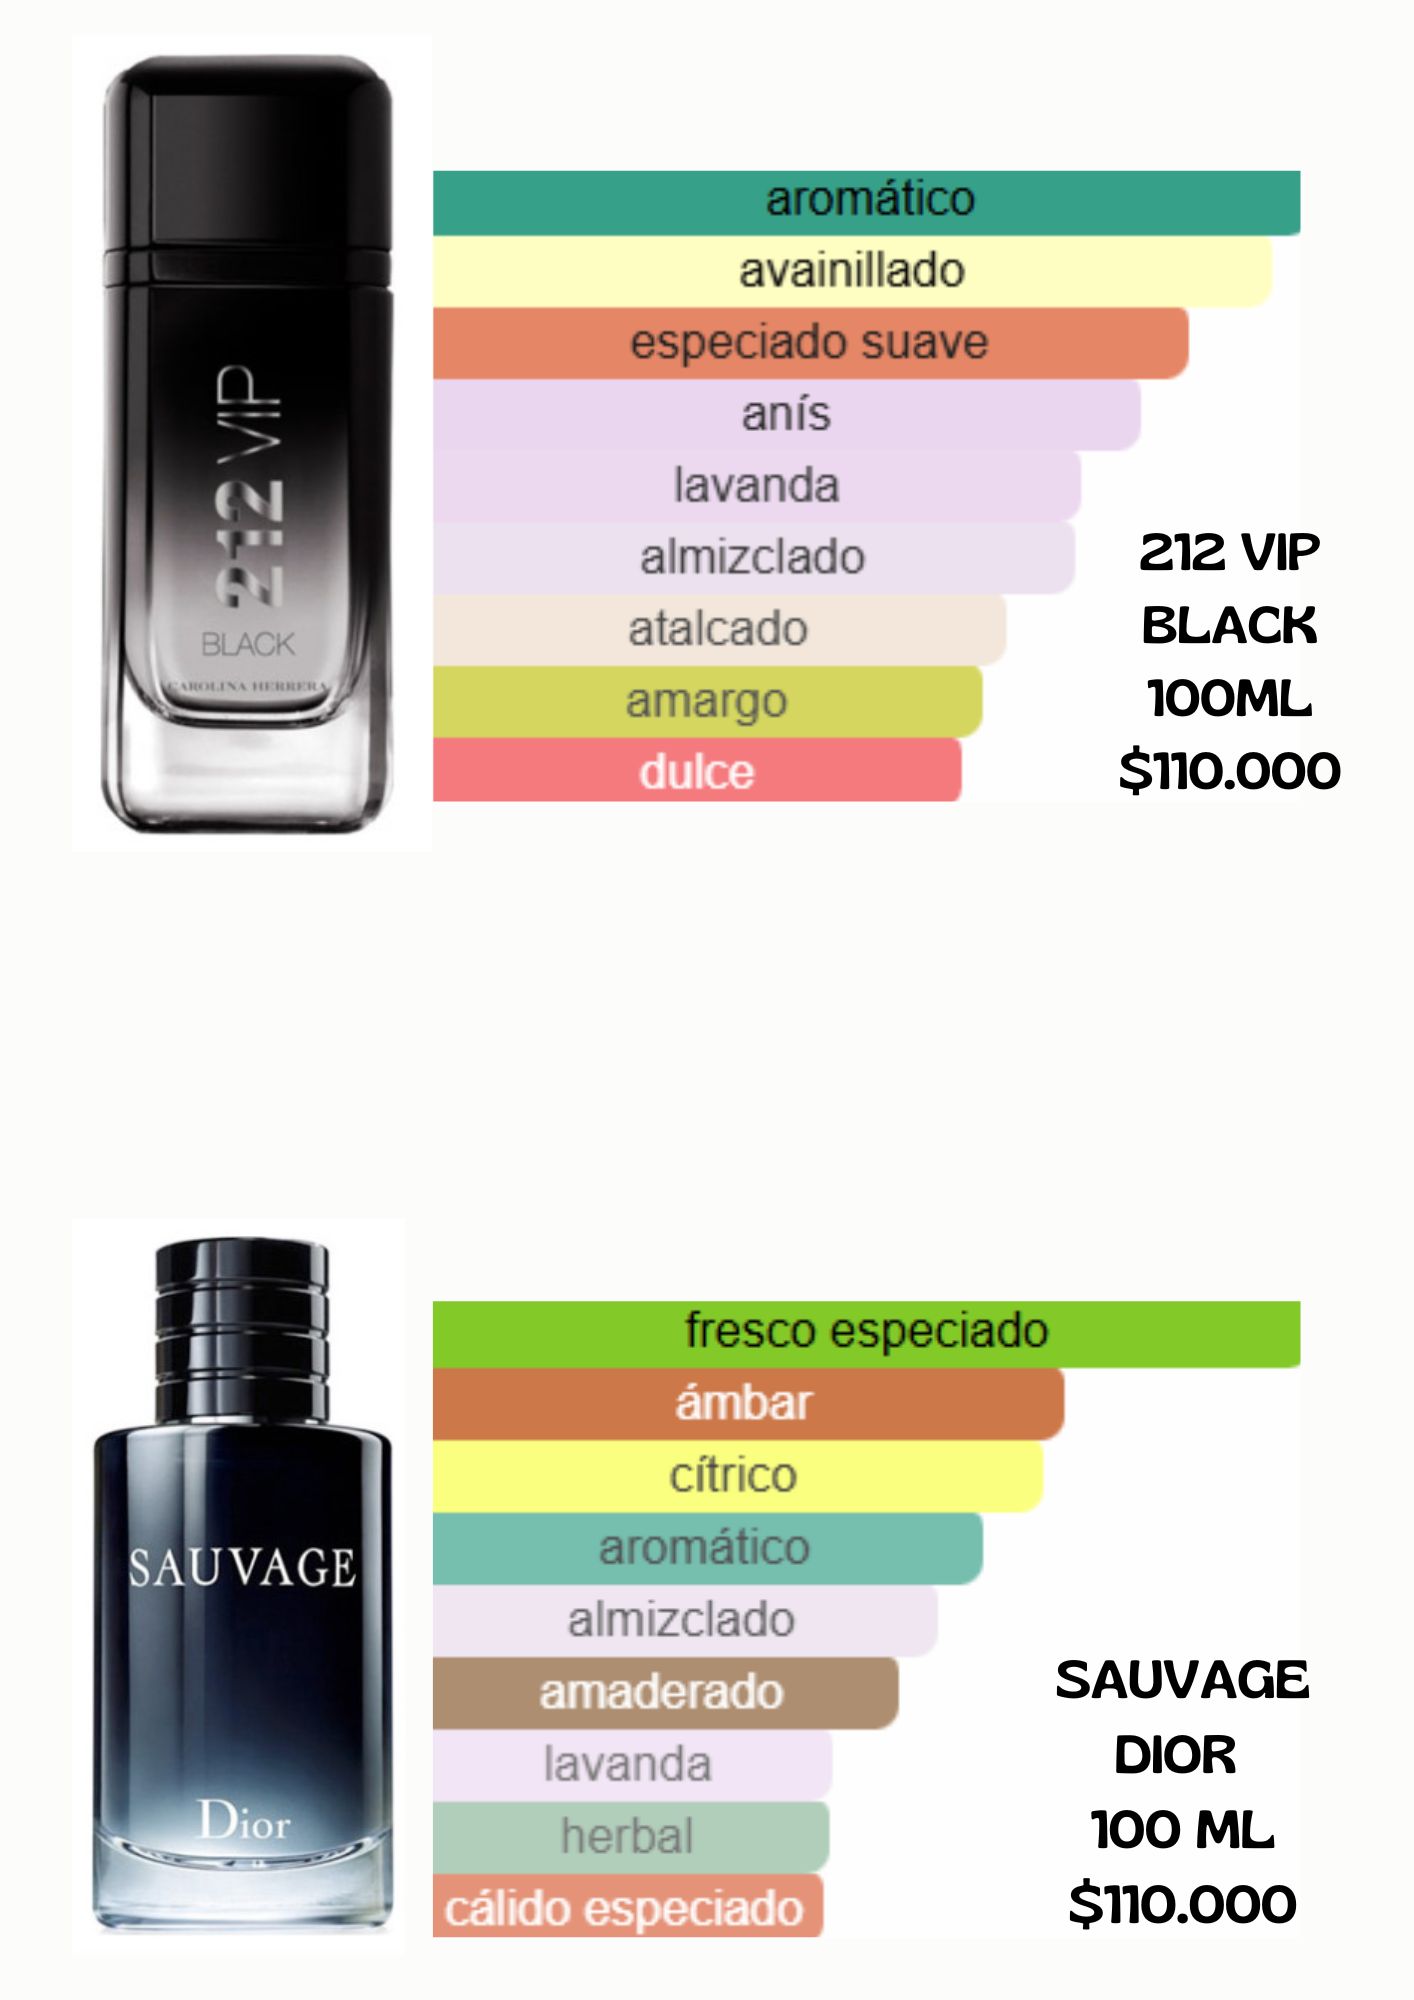 212 VIP
BLACK
CAROLINA HERRERA
aromático
avainillado
especiado suave
anís
lavanda
almizclado
atalcado
amargo
dulce
212 VIP
BLACK
100ML
$110.000
SAUVAGE
Dior
fresco especiado
ámbar
cítrico
aromático
almizclado
amaderado
lavanda
herbal
cálido especiado
SAUVAGE
DIOR
100 ML
$110.000